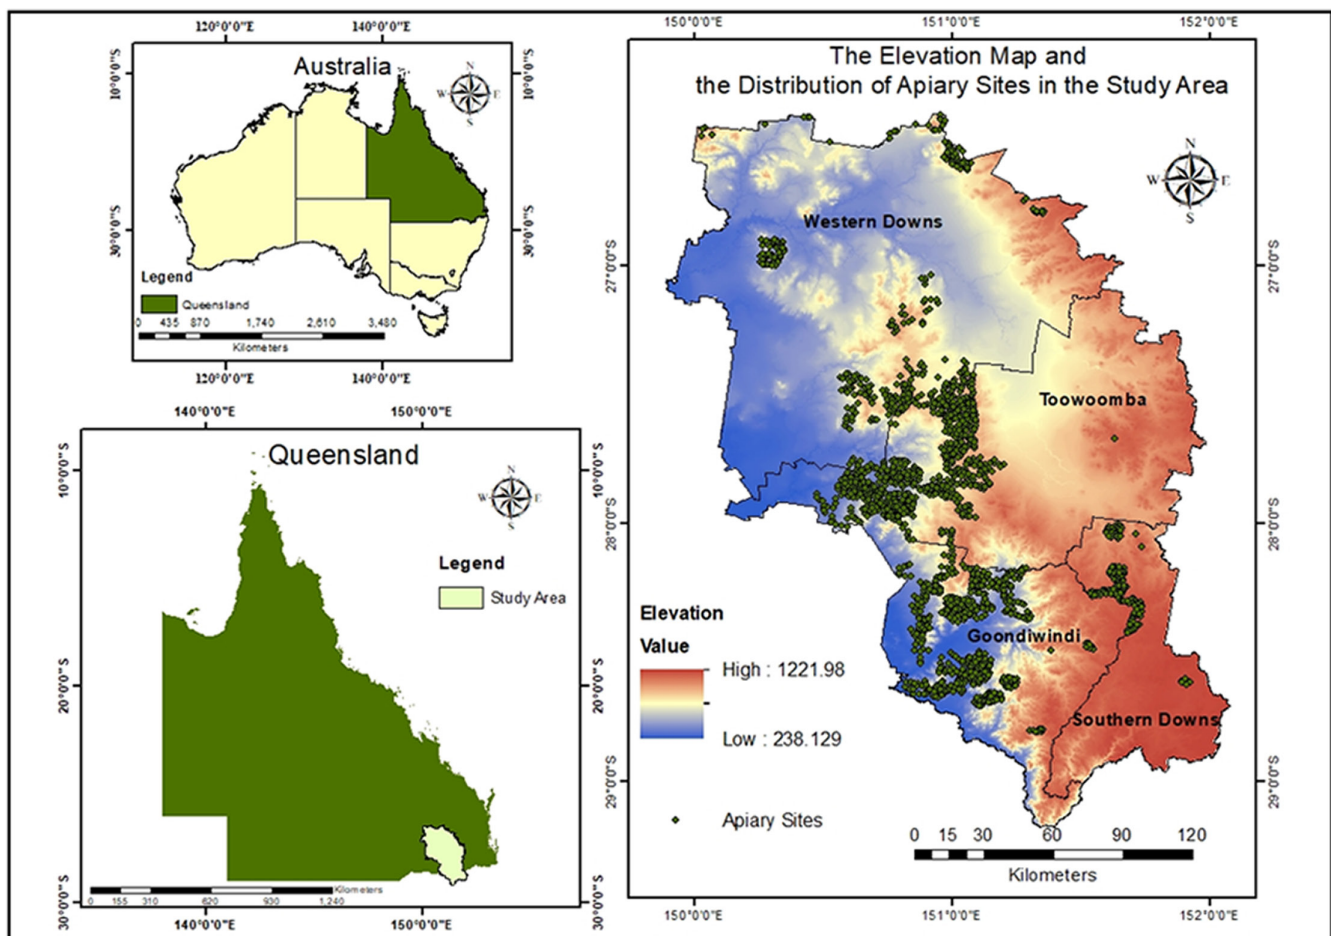 120°0'0"E 140°0'0"E
Australia
N
W E
S
10°0'0"S
10°0'0"S
30°0'0"S
30°0'0"S
Legend
Queensland
0 435 870 1,740 2,610 3,480
Kilometers
120°0'0"E 140°0'0"E
140°0'0"E 150°0'0"E
Queensland
N
W E
S
10°0'0"S
10°0'0"S
Legend
Study Area
20°0'0"S
20°0'0"S
Kilometers
0 155 310 620 930 1,240
30°0'0"S
30°0'0"S
140°0'0"E 150°0'0"E
150°0'0"E 151°0'0"E 152°0'0"E
The Elevation Map and
the Distribution of Apiary Sites in the Study Area
N
W E
S
Western Downs
27°0'0"S
27°0'0"S
Toowoomba
28°0'0"S
28°0'0"S
Goondiwindi
Southern Downs
Elevation
Value
High : 1221.98
Low : 238.129
29°0'0"S
29°0'0"S
Apiary Sites
0 15 30 60 90 120
Kilometers
150°0'0"E 151°0'0"E 152°0'0"E